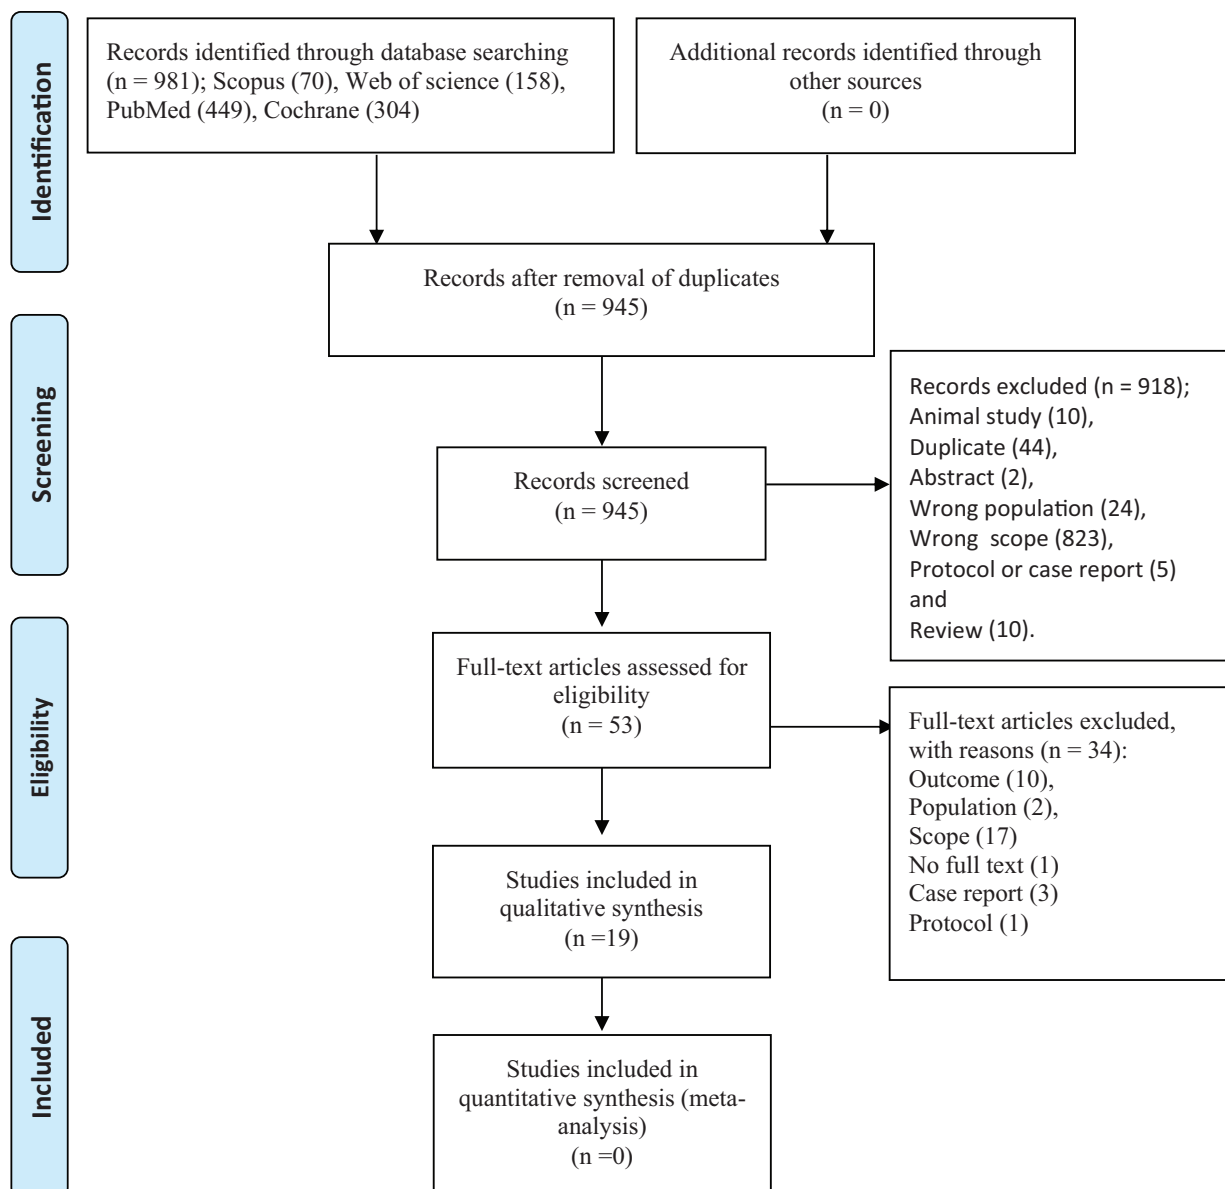 Identification
Records identified through database searching
(n = 981); Scopus (70), Web of science (158),
PubMed (449), Cochrane (304)
Additional records identified through
other sources
(n = 0)
Records after removal of duplicates
(n = 945)
Screening
Records screened
(n = 945)
Records excluded (n = 918);
Animal study (10),
Duplicate (44),
Abstract (2),
Wrong population (24),
Wrong scope (823),
Protocol or case report (5)
and
Review (10).
Eligibility
Full-text articles assessed for
eligibility
(n = 53)
Full-text articles excluded,
with reasons (n = 34):
Outcome (10),
Population (2),
Scope (17)
No full text (1)
Case report (3)
Protocol (1)
Studies included in
qualitative synthesis
(n =19)
Included
Studies included in
quantitative synthesis (meta-
analysis)
(n =0)